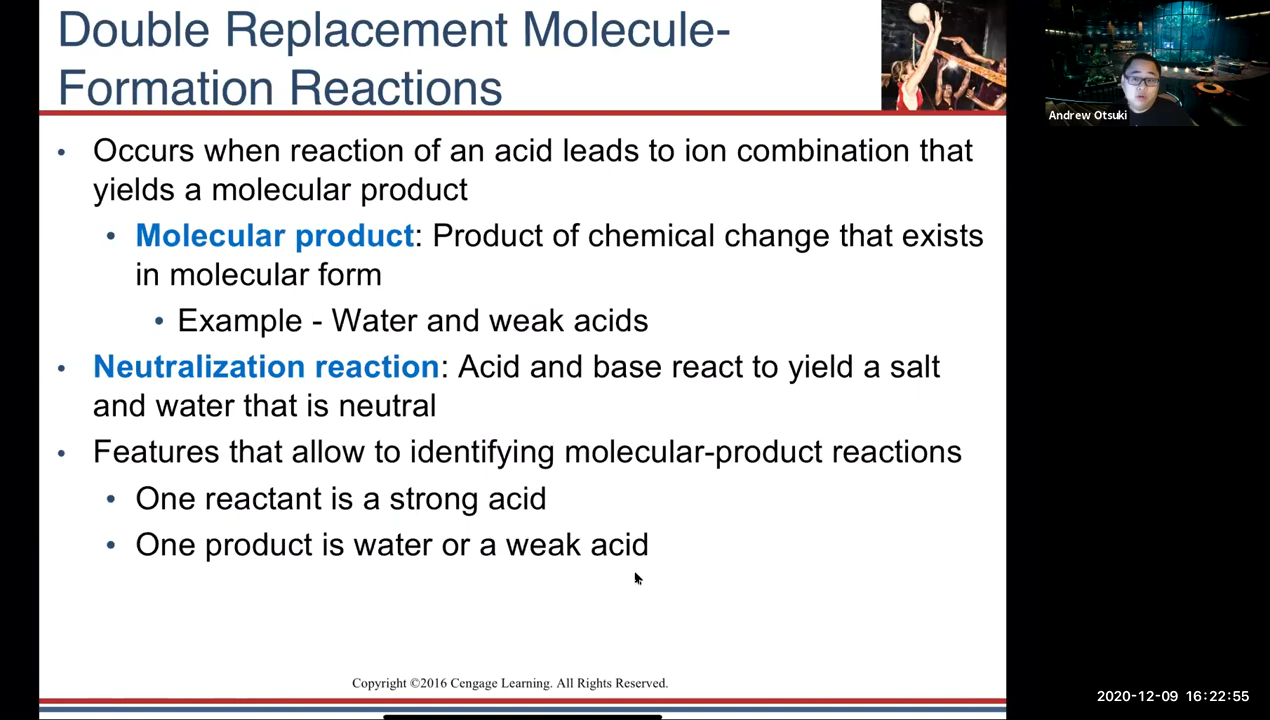 Double Replacement Molecule-
Formation Reactions
Andrew Otsuki
• Occurs when reaction of an acid leads to ion combination that
yields a molecular product
• Molecular product: Product of chemical change that exists
in molecular form
• Example - Water and weak acids
• Neutralization reaction: Acid and base react to yield a salt
and water that is neutral
• Features that allow to identifying molecular-product reactions
• One reactant is a strong acid
• One product is water or a weak acid
Copyright ©2016 Cengage Learning. All Rights Reserved.
2020-12-09 16:22:55